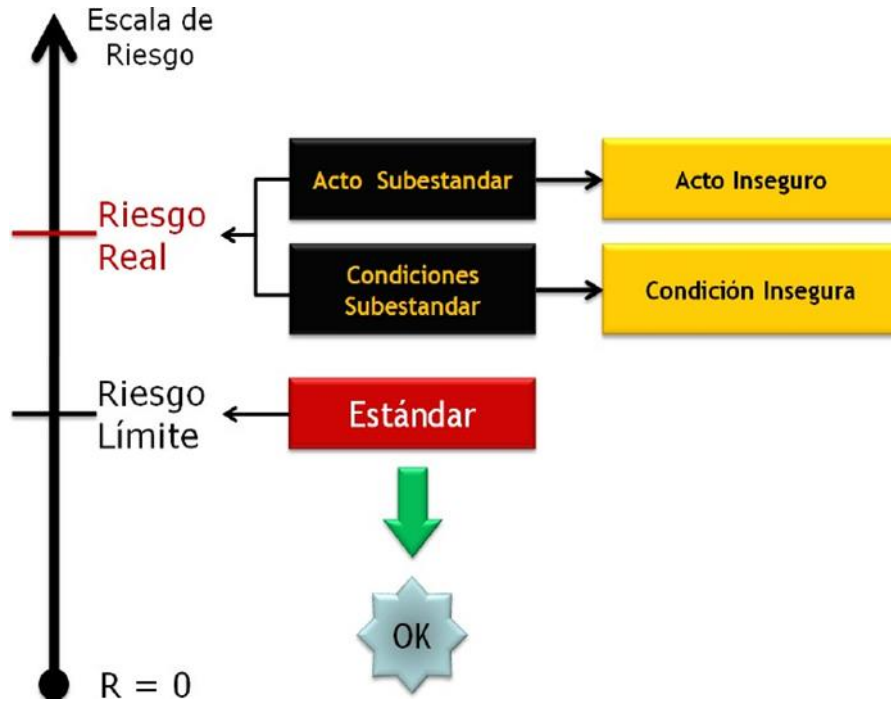 Escala de
Riesgo
Acto Subestandar
Acto Inseguro
Riesgo
Real
Condiciones
Subestandar
Condición Insegura
Riesgo
Límite
Estándar
OK
R = 0